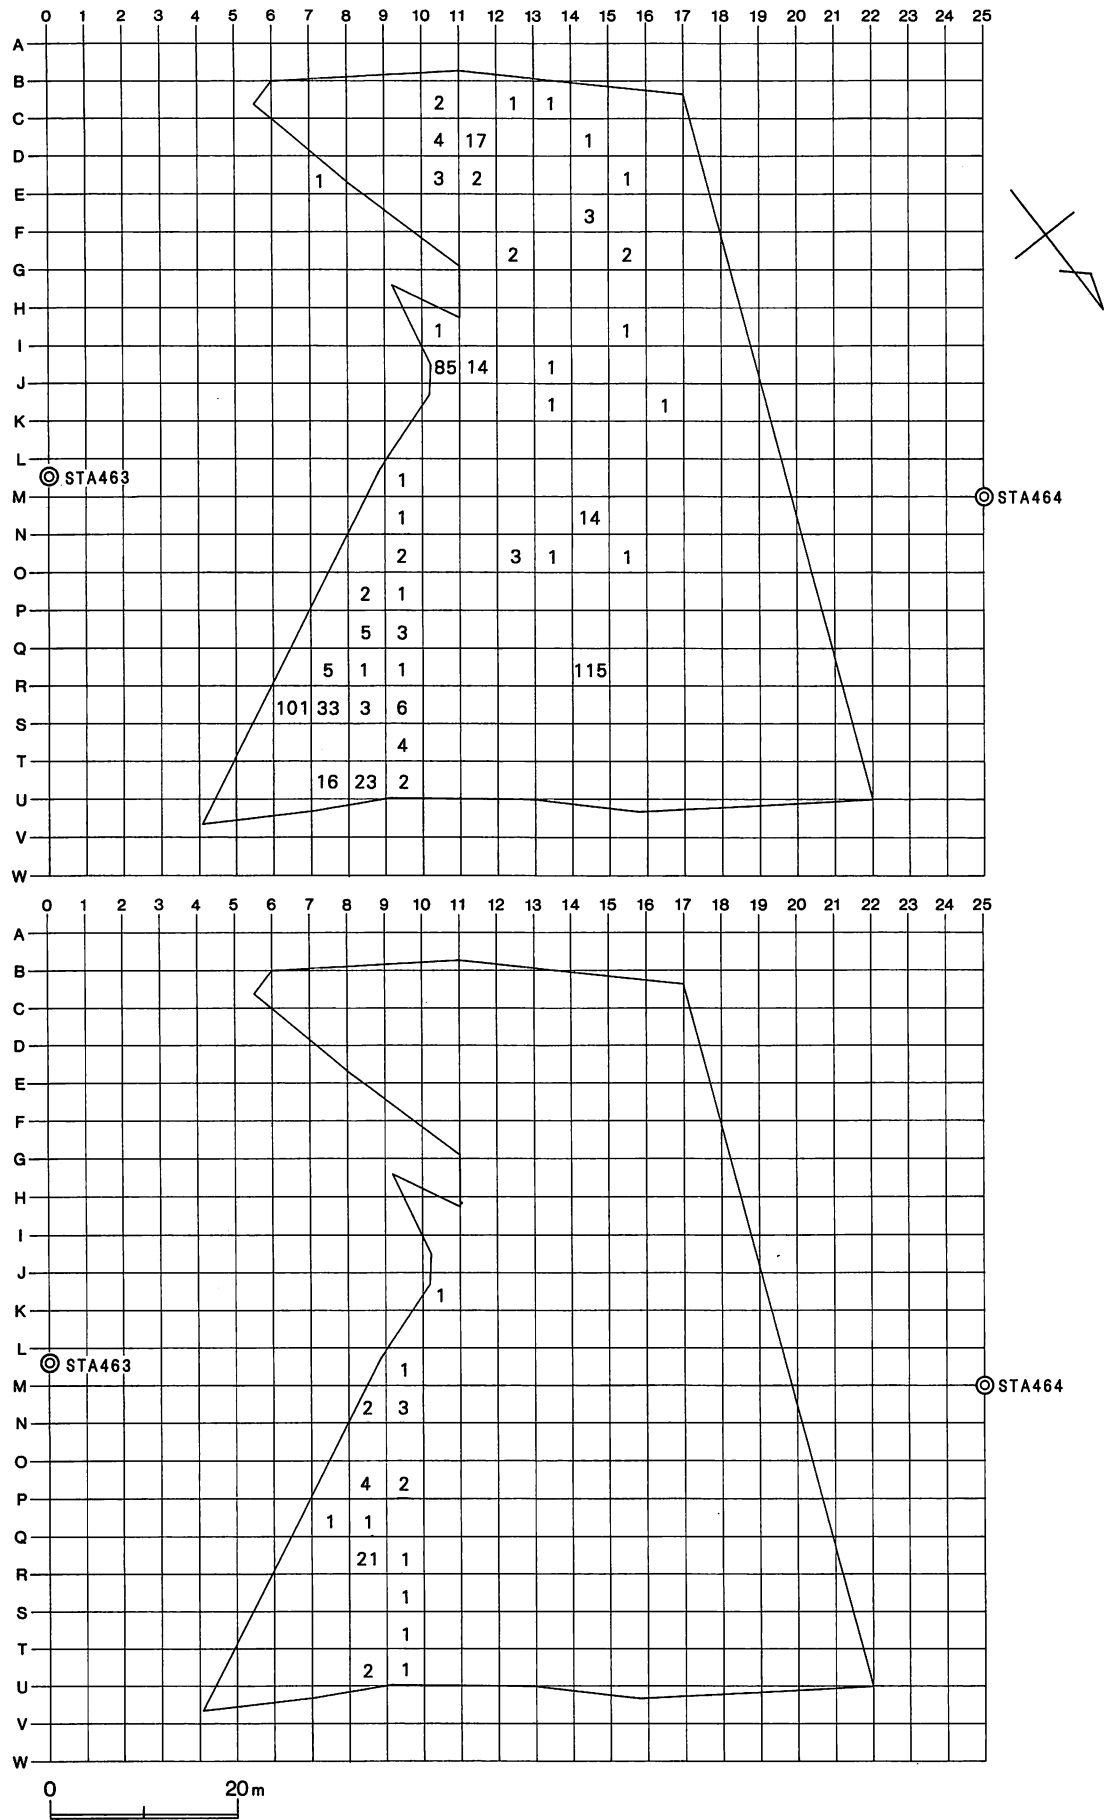 0 1 2 3 4 5 6 7 8 9 10 11 12 13 14 15 16 17 18 19 20 21 22 23 24 25
A
B
2 1 1
C
4 17 1
D
1 3 2 1
E
3
F
2 2
G
H
1 1
I
85 14 1
J
1 1
K
L
STA463 1
M STA464
1 14
N
2 3 1 1
O
2 1
P
5 3
Q
5 1 1 115
R
101 33 3 6
S
4
T
16 23 2
U
V
W
0 1 2 3 4 5 6 7 8 9 10 11 12 13 14 15 16 17 18 19 20 21 22 23 24 25
A
B
C
D
E
F
G
H
I
J
1
K
L
STA463 1
M STA464
2 3
N
O
4 2
P
1 1
Q
21 1
R
1
S
1
T
2 1
U
V
W
0 20m